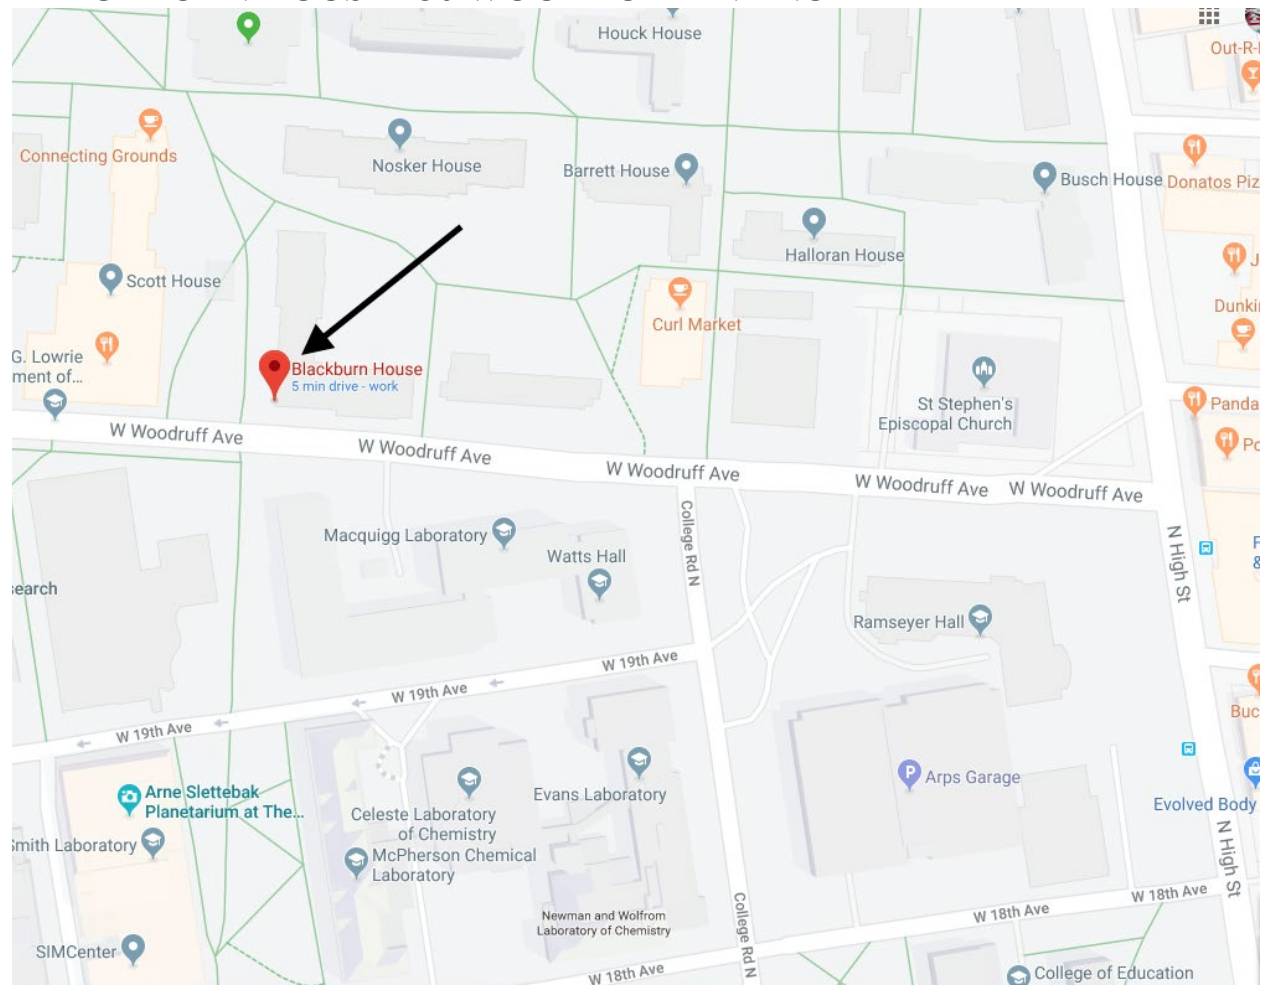 Houck House
Out-R-
Connecting Grounds
Nosker House
Barrett House
Busch House
Donatos Piz
Halloran House
Scott House
J
Curl Market
Dunki
G. Lowrie
ment of...
Blackburn House
5 min drive - work
St Stephen's
Episcopal Church
Panda
Po
W Woodruff Ave
W Woodruff Ave
W Woodruff Ave
W Woodruff Ave
W Woodruff Ave
Macquigg Laboratory
Watts Hall
College Rd N
N High St
F
&
search
Ramseyer Hall
W 19th Ave
W 19th Ave
W 19th Ave
Buc
P
Arps Garage
Arne Slettebak
Planetarium at The...
Evans Laboratory
Celeste Laboratory
of Chemistry
Evolved Body
mith Laboratory
McPherson Chemical
Laboratory
N High St
W 18th Ave
W 18th Ave
Newman and Wolfrom
Laboratory of Chemistry
College Rd N
SIMCenter
W 18th Ave
College of Education